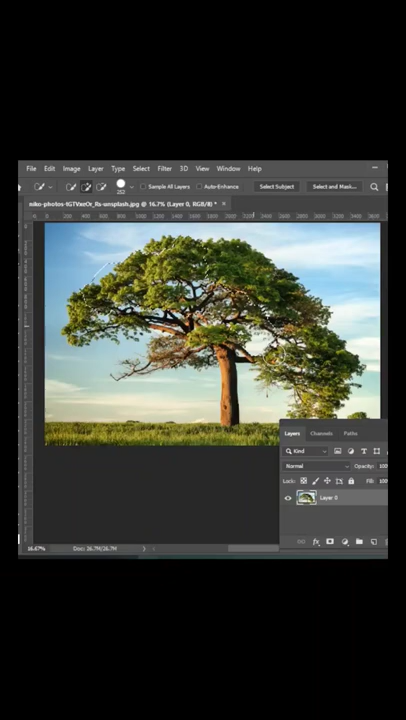 File Edit Image Layer Type Select Filter 3D View Window Help
252 Sample All Layers Auto-Enhance Select Subject Select and Mask...
niko-photos-tGTVxeOr_Rs-unsplash.jpg @ 16.7% (Layer 0, RGB/8) *
Layers Channels Paths
Kind
Normal Opacity: 100
Lock: Fill: 100
Layer 0
16.67% Doc: 26.7M/26.7M